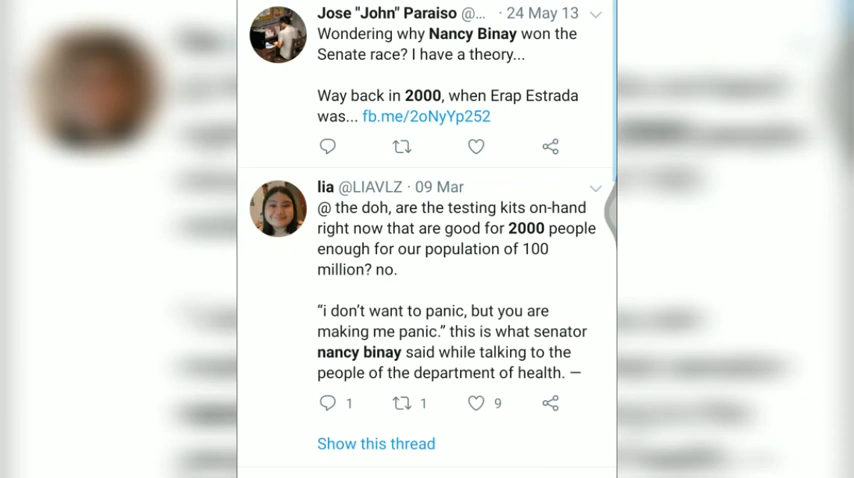 Jose "John" Paraiso @... · 24 May 13
Wondering why Nancy Binay won the
Senate race? I have a theory...
Way back in 2000, when Erap Estrada
was... fb.me/2oNyYp252
lia @LIAVLZ · 09 Mar
@ the doh, are the testing kits on-hand
right now that are good for 2000 people
enough for our population of 100
million? no.
“i don’t want to panic, but you are
making me panic.” this is what senator
nancy binay said while talking to the
people of the department of health. —
1 1 9
Show this thread